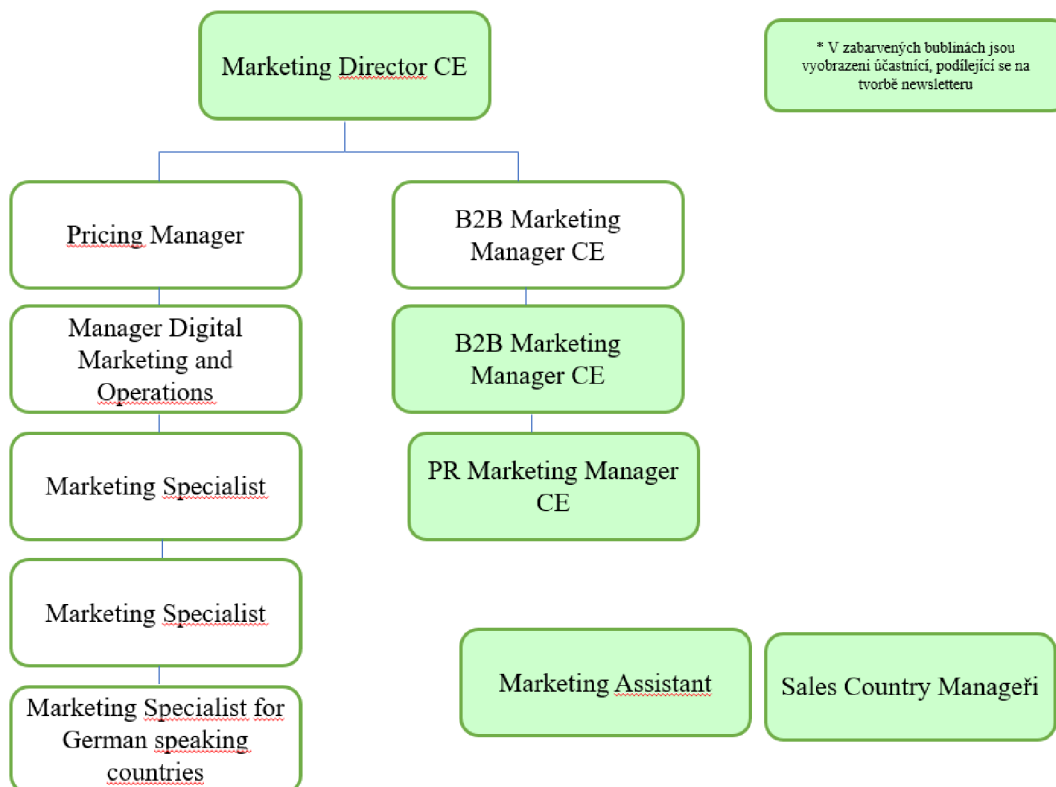 Marketing Director CE
* V zabarvených bublinách jsou
vyobrazeni účastnící, podílející se na
tvorbě newsletteru
Pricing Manager
B2B Marketing
Manager CE
Manager Digital
Marketing and
Operations
B2B Marketing
Manager CE
Marketing Specialist
PR Marketing Manager
CE
Marketing Specialist
Marketing Assistant
Sales Country Manageři
Marketing Specialist for
German speaking
countries